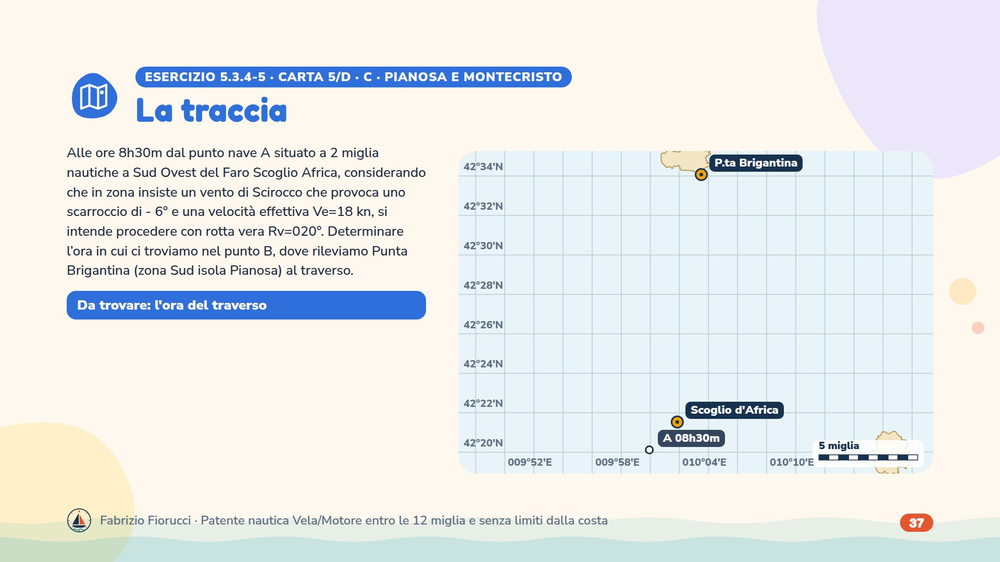 ESERCIZIO 5.3.4-5 · CARTA 5/D · C · PIANOSA E MONTECRISTO
La traccia
Alle ore 8h30m dal punto nave A situato a 2 miglia
nautiche a Sud Ovest del Faro Scoglio Africa, considerando
che in zona insiste un vento di Scirocco che provoca uno
scarroccio di - 6° e una velocità effettiva Ve=18 kn, si
intende procedere con rotta vera Rv=020°. Determinare
l’ora in cui ci troviamo nel punto B, dove rileviamo Punta
Brigantina (zona Sud isola Pianosa) al traverso.
Da trovare: l'ora del traverso
P.ta Brigantina
42°34'N
42°32'N
42°30'N
42°28'N
42°26'N
42°24'N
42°22'N
Scoglio d'Africa
A 08h30m
42°20'N
5 miglia
009°52'E
009°58'E
010°04'E
010°10'E
Fabrizio Fiorucci · Patente nautica Vela/Motore entro le 12 miglia e senza limiti dalla costa
37